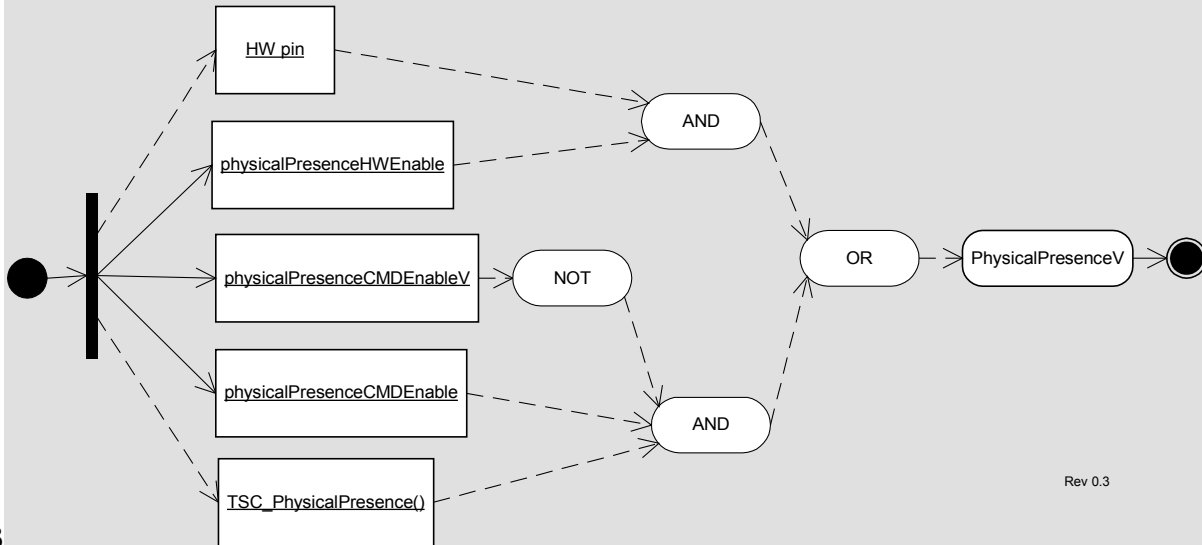 HW pin
AND
physicalPresenceHWEnable
physicalPresenceCMDEnableV
NOT
OR
PhysicalPresenceV
physicalPresenceCMDEnable
AND
TSC_PhysicalPresence()
Rev 0.3